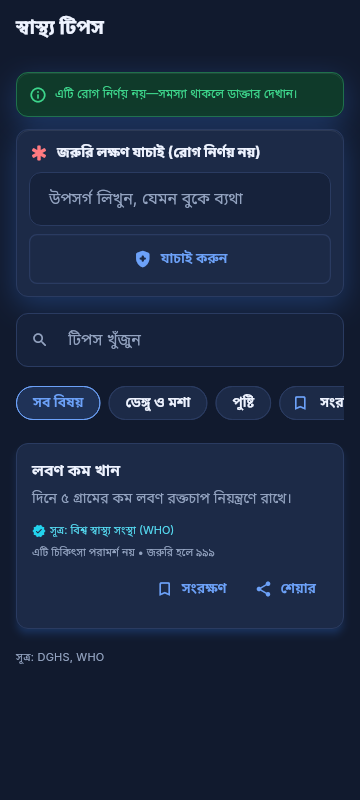 স্বাস্থ্য টিপস
এটি রোগ নির্ণয় নয়—সমস্যা থাকলে ডাক্তার দেখান।
জরুরি লক্ষণ যাচাই (রোগ নির্ণয় নয়)
উপসর্গ লিখুন, যেমন বুকে ব্যথা
যাচাই করুন
টিপস খুঁজুন
সব বিষয় ডেঙ্গু ও মশা পুষ্টি সংর
লবণ কম খান
দিনে ৫ গ্রামের কম লবণ রক্তচাপ নিয়ন্ত্রণে রাখে।
সূত্র: বিশ্ব স্বাস্থ্য সংস্থা (WHO)
এটি চিকিৎসা পরামর্শ নয় • জরুরি হলে ৯৯৯
সংরক্ষণ শেয়ার
সূত্র: DGHS, WHO